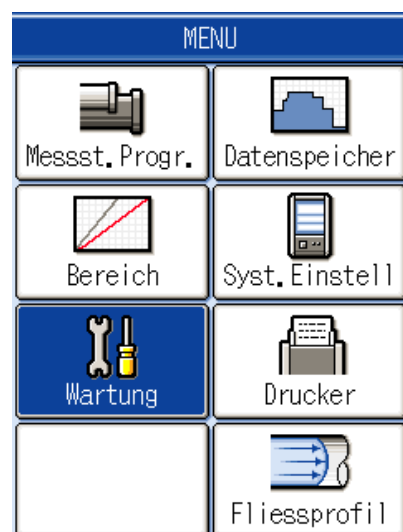 MENU
Messst.Progr.
Datenspeicher
Bereich
Syst.Einstell
Wartung
Drucker
Fliessprofil